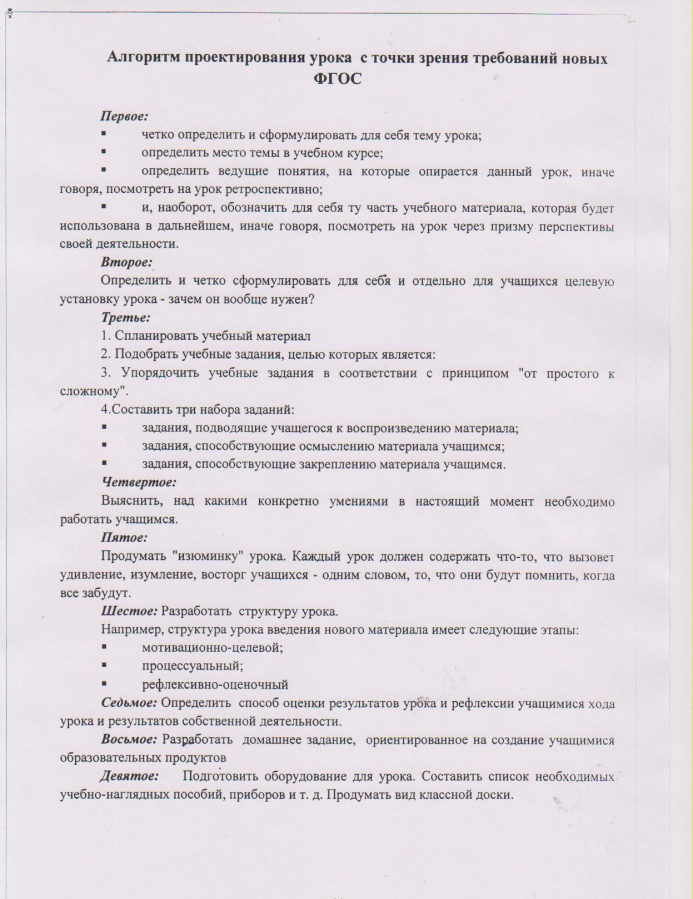 Алгоритм проектирования урока с точки зрения требований новых
ФГОС
Первое:
▪ четко определить и сформулировать для себя тему урока;
▪ определить место темы в учебном курсе;
▪ определить ведущие понятия, на которые опирается данный урок, иначе
говоря, посмотреть на урок ретроспективно;
▪ и, наоборот, обозначить для себя ту часть учебного материала, которая будет
использована в дальнейшем, иначе говоря, посмотреть на урок через призму перспективы
своей деятельности.
Второе:
Определить и четко сформулировать для себя и отдельно для учащихся целевую
установку урока - зачем он вообще нужен?
Третье:
1. Спланировать учебный материал
2. Подобрать учебные задания, целью которых является:
3. Упорядочить учебные задания в соответствии с принципом "от простого к
сложному".
4.Составить три набора заданий:
▪ задания, подводящие учащегося к воспроизведению материала;
▪ задания, способствующие осмыслению материала учащимся;
▪ задания, способствующие закреплению материала учащимся.
Четвертое:
Выяснить, над какими конкретно умениями в настоящий момент необходимо
работать учащимся.
Пятое:
Продумать "изюминку" урока. Каждый урок должен содержать что-то, что вызовет
удивление, изумление, восторг учащихся - одним словом, то, что они будут помнить, когда
все забудут.
Шестое: Разработать структуру урока.
Например, структура урока введения нового материала имеет следующие этапы:
▪ мотивационно-целевой;
▪ процессуальный;
▪ рефлексивно-оценочный
Седьмое: Определить способ оценки результатов урока и рефлексии учащимися хода
урока и результатов собственной деятельности.
Восьмое: Разработать домашнее задание, ориентированное на создание учащимися
образовательных продуктов
Девятое: Подготовить оборудование для урока. Составить список необходимых
учебно-наглядных пособий, приборов и т. д. Продумать вид классной доски.